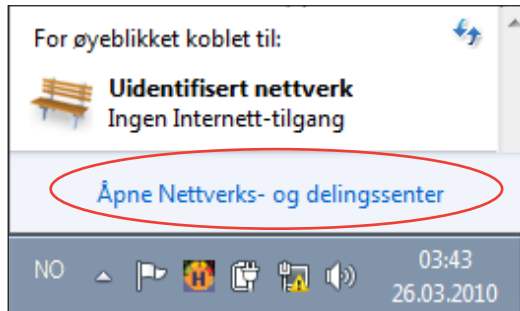 For øyeblikket koblet til:
Uidentifisert nettverk
Ingen Internett-tilgang
Åpne Nettverks- og delingssenter
NO
H
03:43
26.03.2010